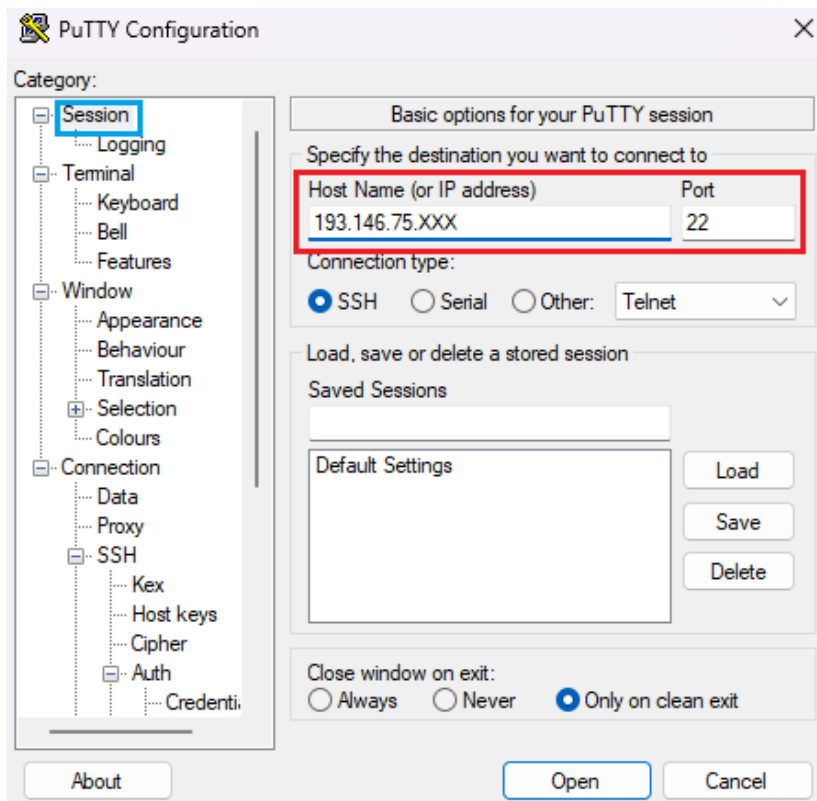 PuTTY Configuration
Category:
Session
Logging
Terminal
Keyboard
Bell
Features
Window
Appearance
Behaviour
Translation
Selection
Colours
Connection
Data
Proxy
SSH
Kex
Host keys
Cipher
Auth
Credenti
Basic options for your PuTTY session
Specify the destination you want to connect to
Host Name (or IP address) Port
193.146.75.XXX 22
Connection type:
SSH Serial Other: Telnet
Load, save or delete a stored session
Saved Sessions
Default Settings
Load
Save
Delete
Close window on exit:
Always Never Only on clean exit
About Open Cancel